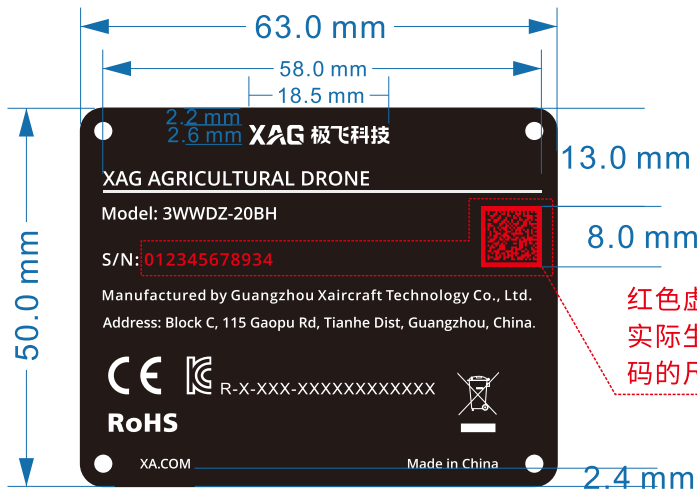 63.0 mm
58.0 mm
18.5 mm
2.2 mm
2.6 mm
XAG 极飞科技
13.0 mm
XAG AGRICULTURAL DRONE
Model: 3WWDZ-20BH
8.0 mm
S/N: 012345678934
50.0 mm
Manufactured by Guangzhou Xaircraft Technology Co., Ltd.
红色虚
Address: Block C, 115 Gaopu Rd, Tianhe Dist, Guangzhou, China.
实际生
码的尺
CE
R-X-XXX-XXXXXXXXXXXX
RoHS
XA.COM
Made in China
2.4 mm